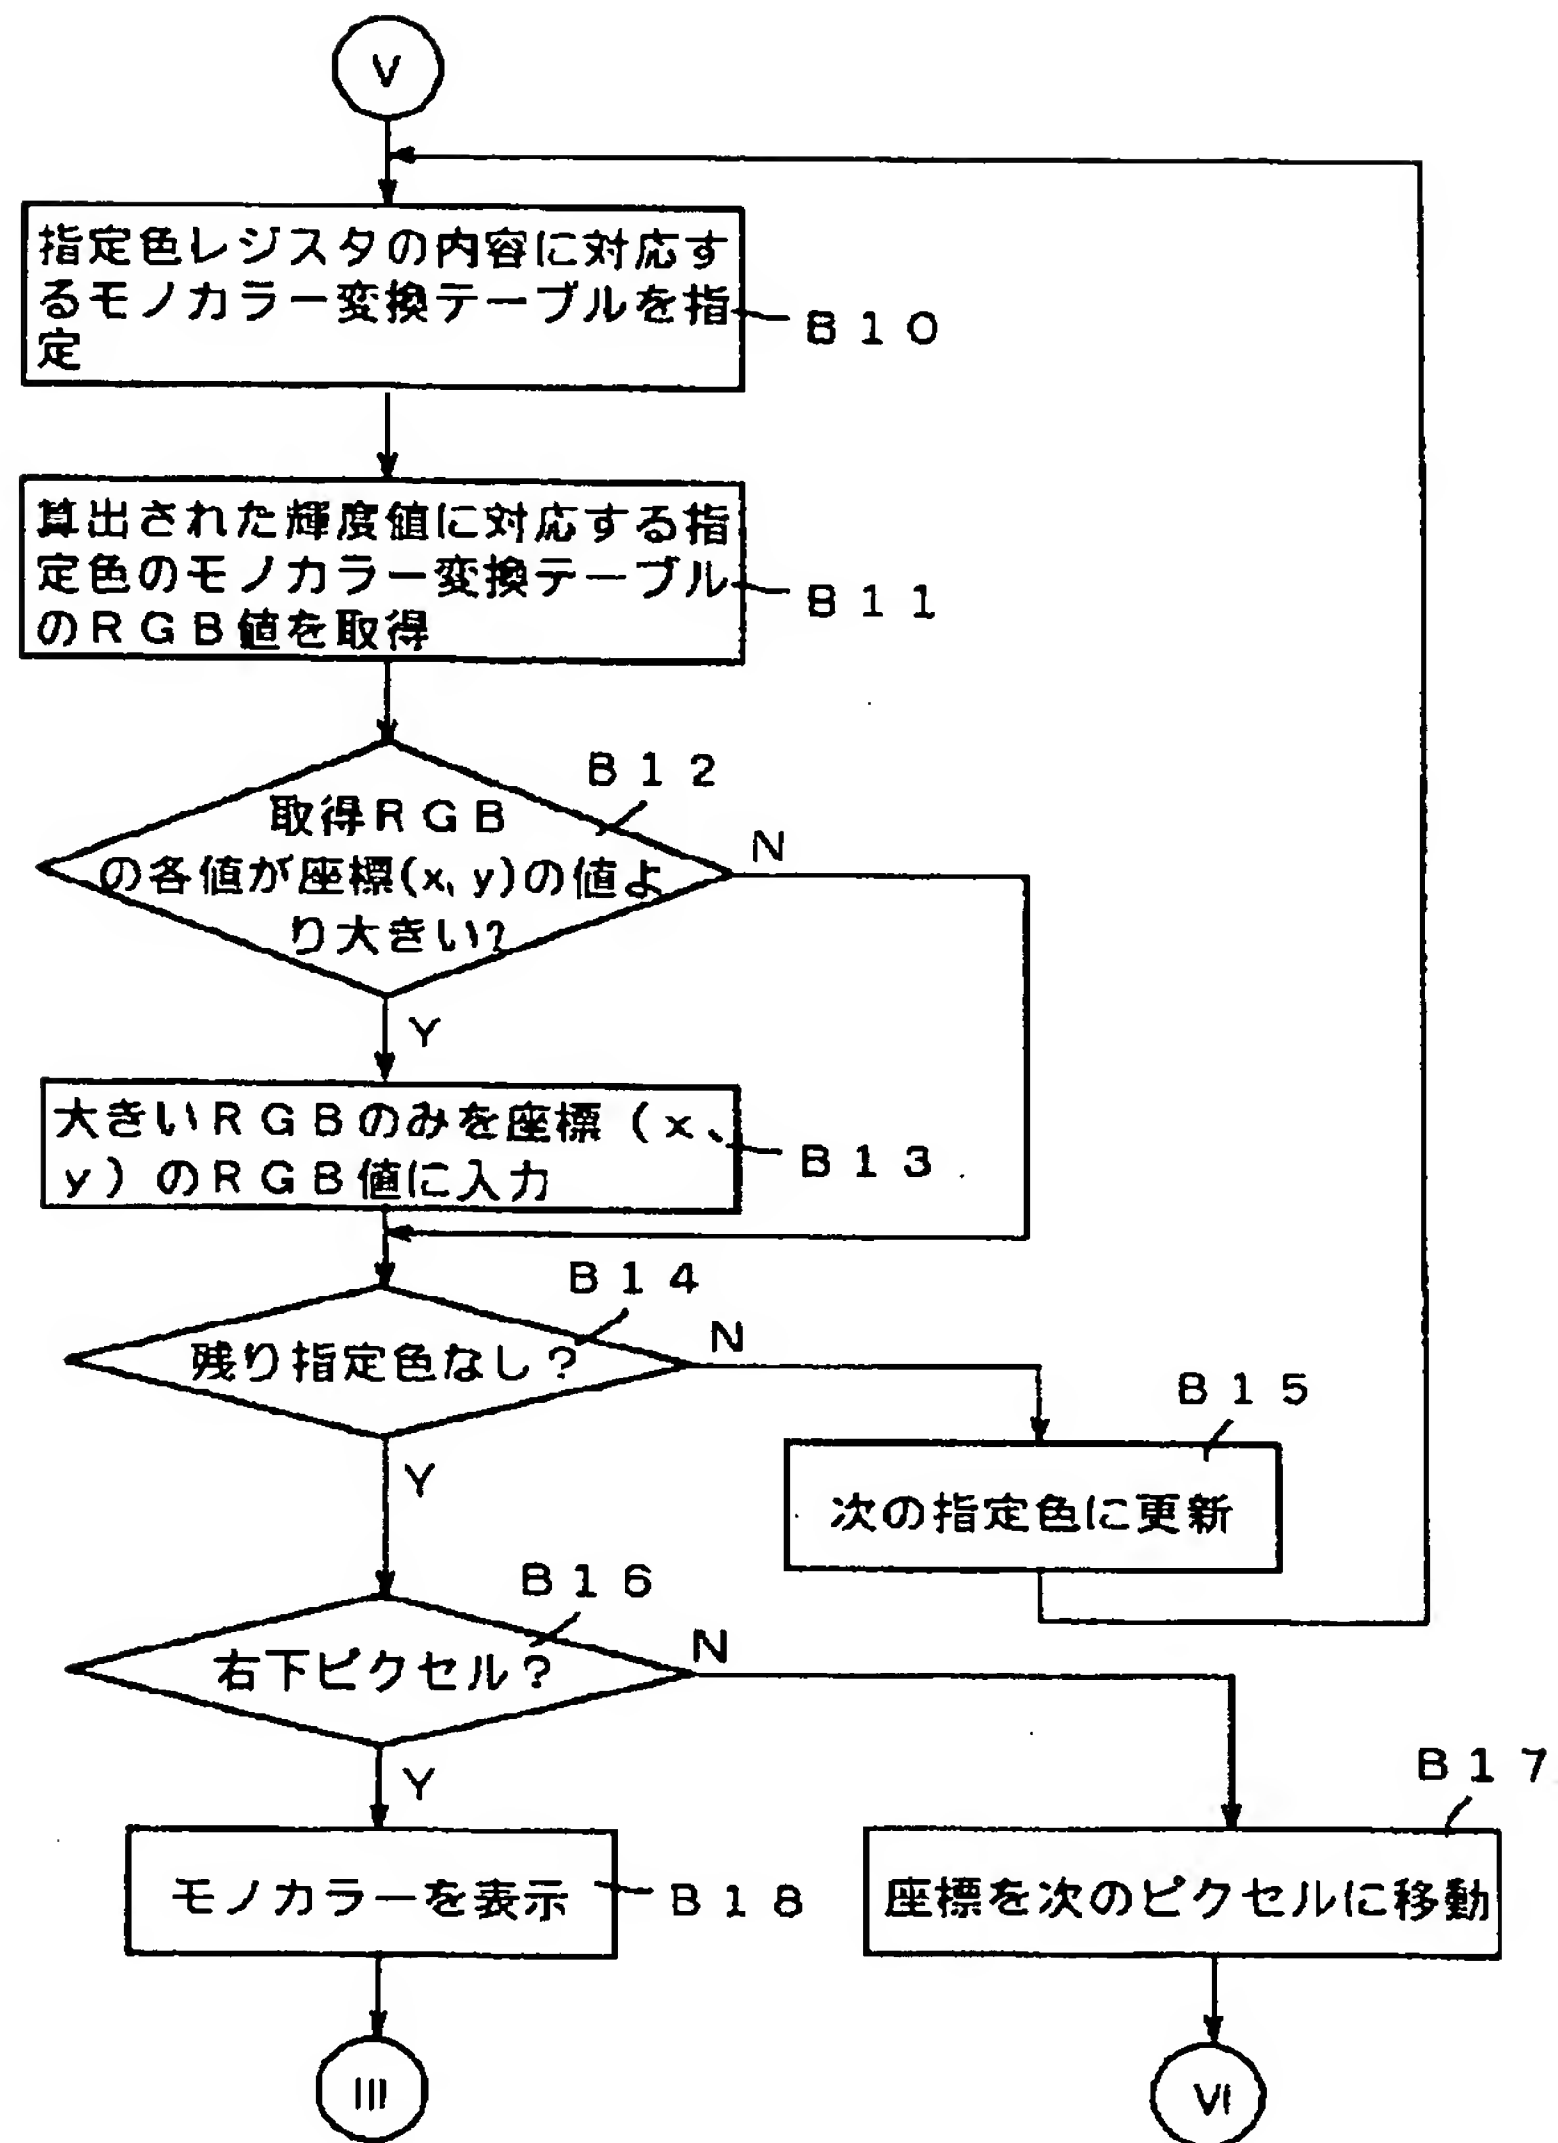 V
指定色レジスタの内容に対応す
るモノカラー変換テーブルを指
定
B10
算出された輝度値に対応する指
定色のモノカラー変換テーブル
のRGB値を取得
B11
B12
取得RGB
の各値が座標(x、y)の値よ
り大きい?
N
Y
大きいRGBのみを座標(x、
y)のRGB値に入力
B13
B14
残り指定色なし?
N
B15
次の指定色に更新
Y
B16
右下ピクセル?
N
B17
Y
モノカラーを表示
B18
座標を次のピクセルに移動
III
VI